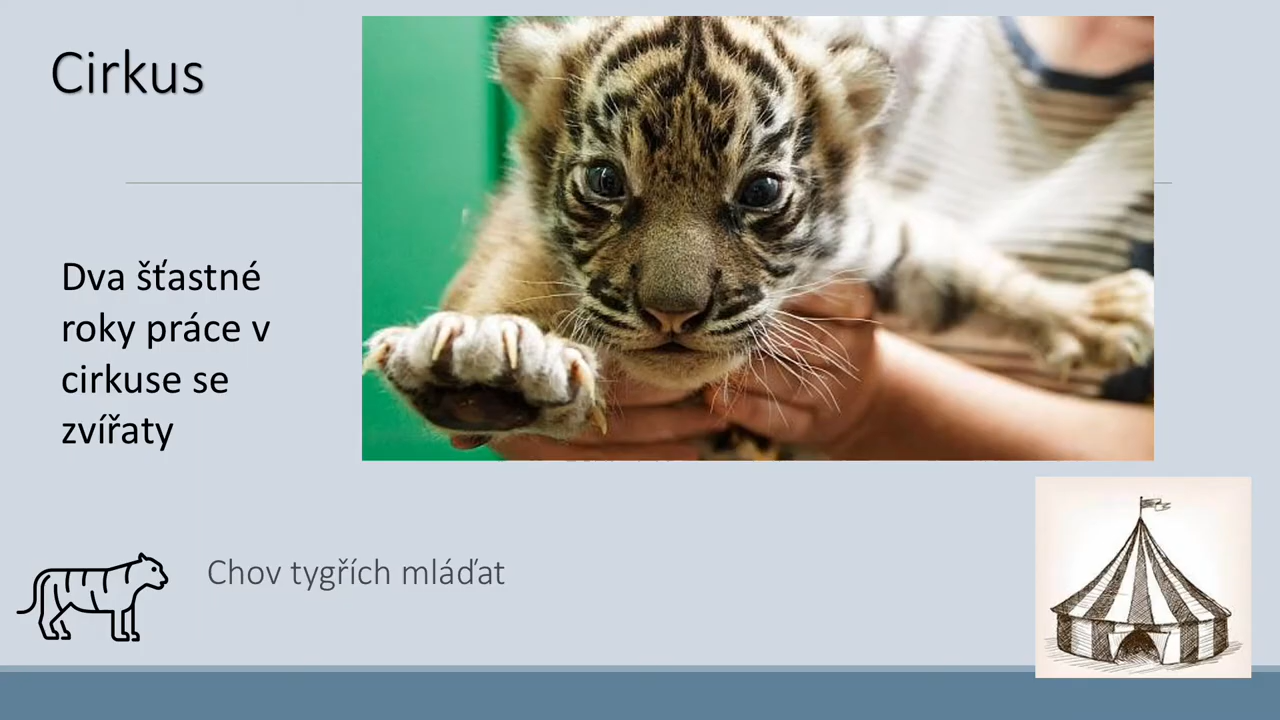 Cirkus
Dva šťastné
roky práce v
cirkuse se
zvířaty
Chov tygřích mláďat